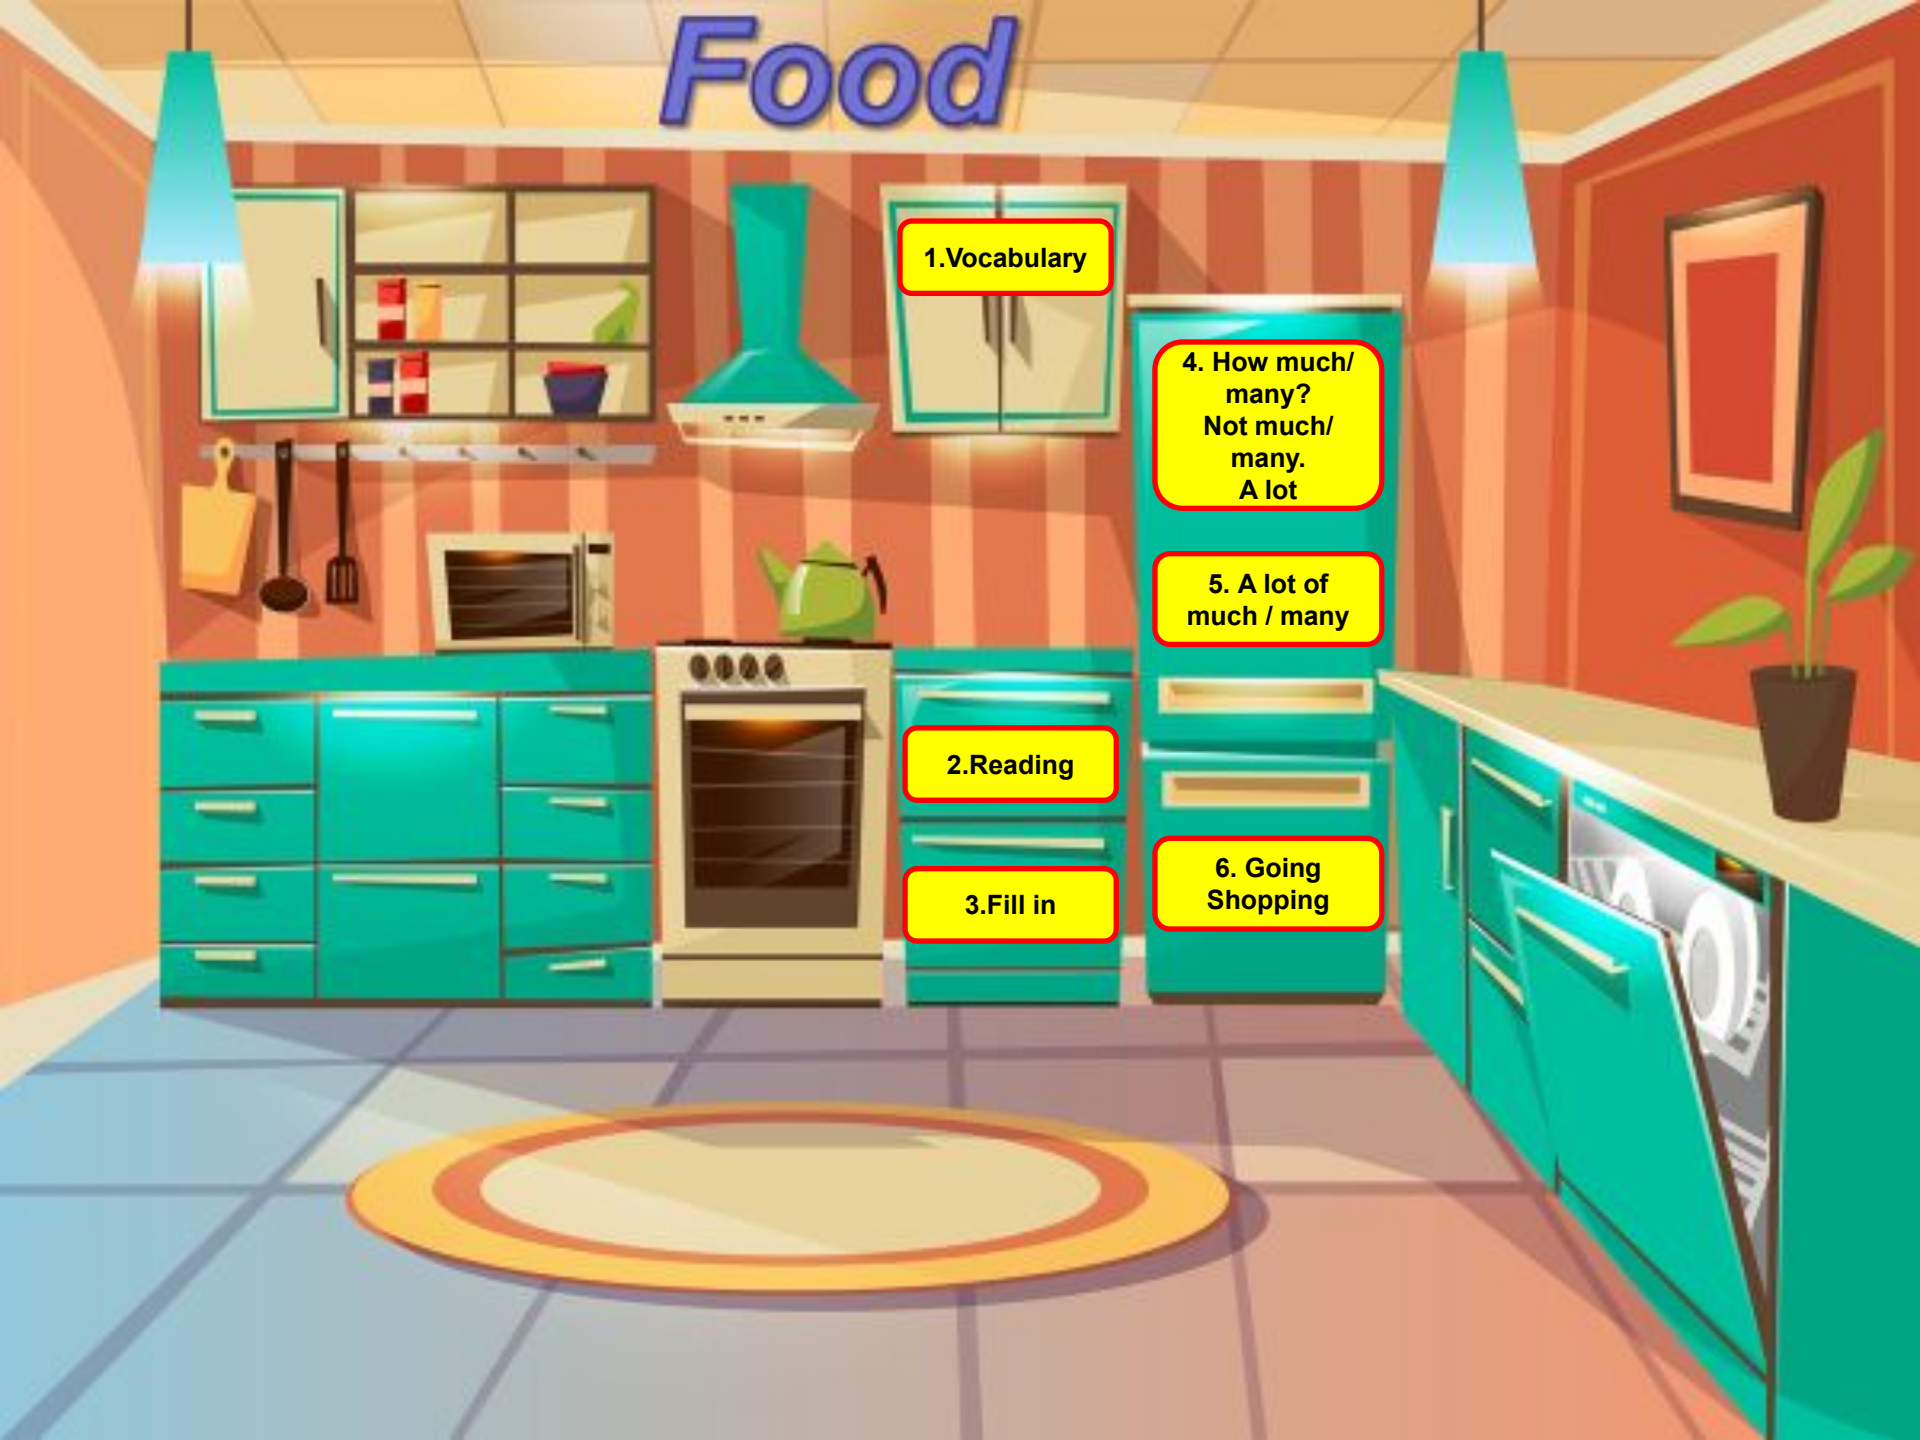 Food
1.Vocabulary
2.Reading
3.Fill in
4. How much/
many?
Not much/
many.
A lot
5. A lot of
much / many
6. Going
Shopping